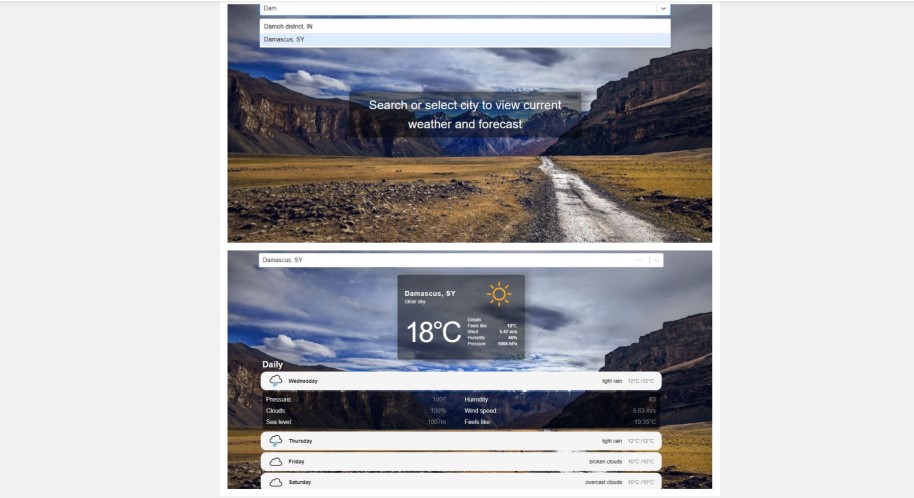 Dam
Damoh district, IN
Damascus, SY
Search or select city to view current
weather and forecast
Damascus, SY
Damascus, SY
clear sky
18°C
Details
Feels like 18°C
Wind 5.47 m/s
Humidity 48%
Pressure
Daily
Wednesday light rain 12°C /12°C
Pressure: 1007 Humidity: 83
Clouds: 100% Wind speed: 5.63 m/s
Sea level: 1007m Feels like: 10.35°C
Thursday light rain 12°C /12°C
Friday broken clouds 16°C /16°C
Saturday overcast clouds 16°C /16°C